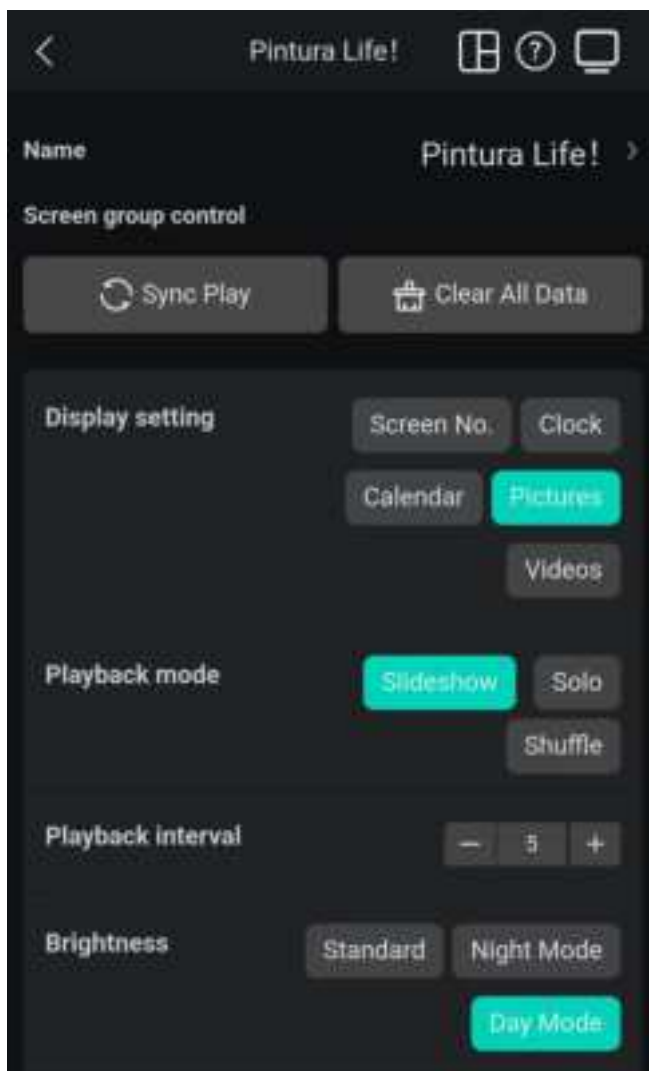 Pintura Life!
Name Pintura Life!
Screen group control
Sync Play Clear All Data
Display setting Screen No. Clock
Calendar Pictures
Videos
Playback mode Slideshow Solo
Shuffle
Playback interval — 5 +
Brightness Standard Night Mode
Day Mode